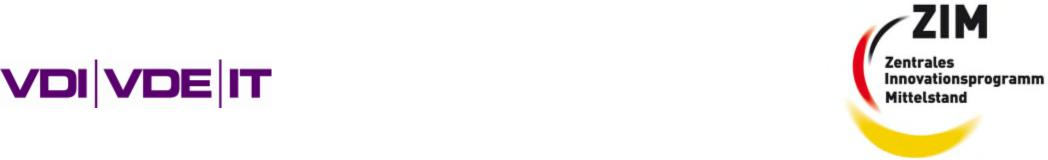 VDI|VDE|IT
ZIM
Zentrales
Innovationsprogramm
Mittelstand